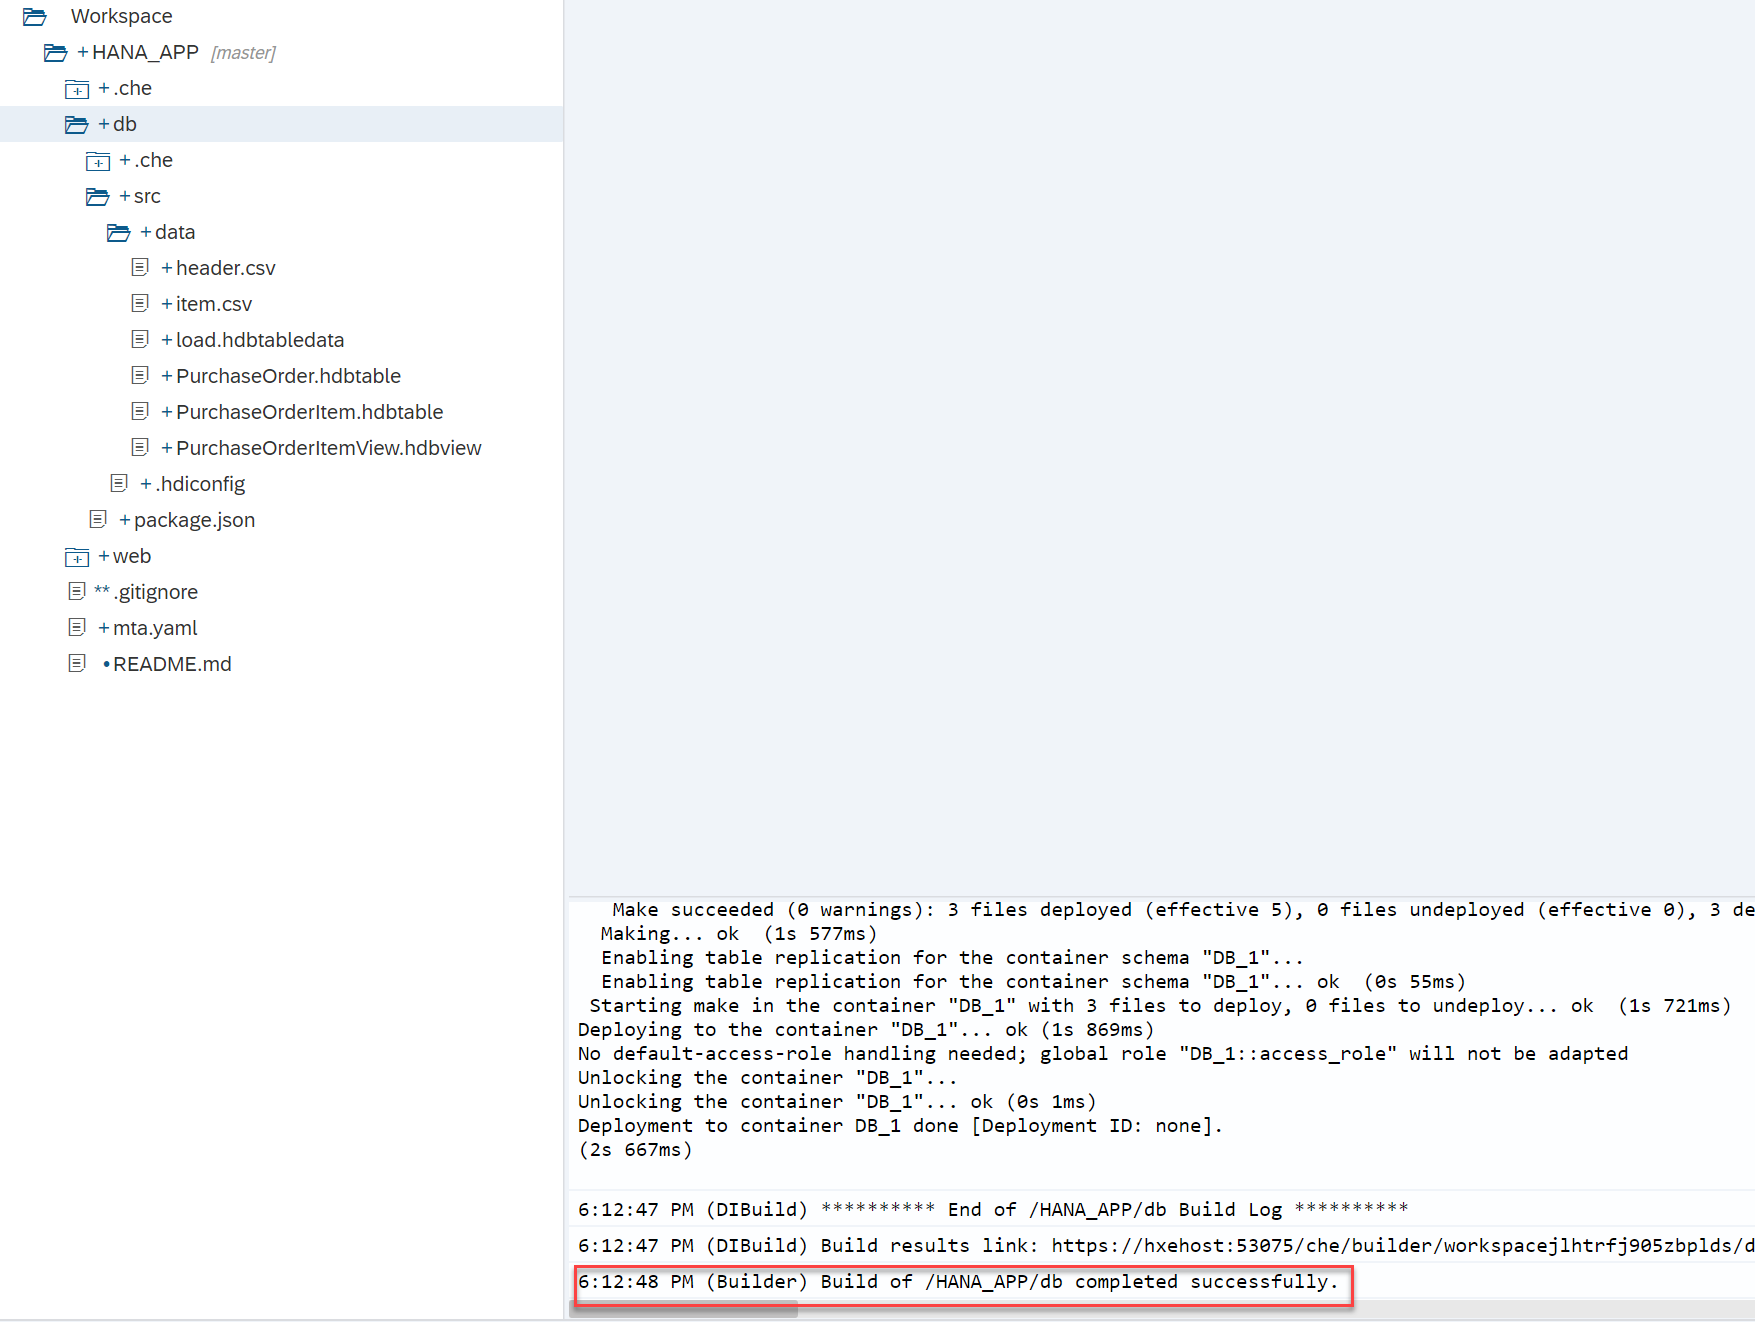 Workspace
+ HANA_APP [master]
+ .che
+ db
+ .che
+ src
+ data
+ header.csv
+ item.csv
+ load.hdbtabledata
+ PurchaseOrder.hdbtable
+ PurchaseOrderItem.hdbtable
+ PurchaseOrderItemView.hdbview
+ .hdiconfig
+ package.json
+ web
** .gitignore
+ mta.yaml
• README.md
Make succeeded (0 warnings): 3 files deployed (effective 5), 0 files undeployed (effective 0), 3 de
Making... ok (1s 577ms)
Enabling table replication for the container schema "DB_1"...
Enabling table replication for the container schema "DB_1"... ok (0s 55ms)
Starting make in the container "DB_1" with 3 files to deploy, 0 files to undeploy... ok (1s 721ms)
Deploying to the container "DB_1"... ok (1s 869ms)
No default-access-role handling needed; global role "DB_1::access_role" will not be adapted
Unlocking the container "DB_1"...
Unlocking the container "DB_1"... ok (0s 1ms)
Deployment to container DB_1 done [Deployment ID: none].
(2s 667ms)
6:12:47 PM (DIBuild) ********** End of /HANA_APP/db Build Log **********
6:12:47 PM (DIBuild) Build results link: https://hxehost:53075/che/builder/workspacejlhtrfj905zbplds/d
6:12:48 PM (Builder) Build of /HANA_APP/db completed successfully.